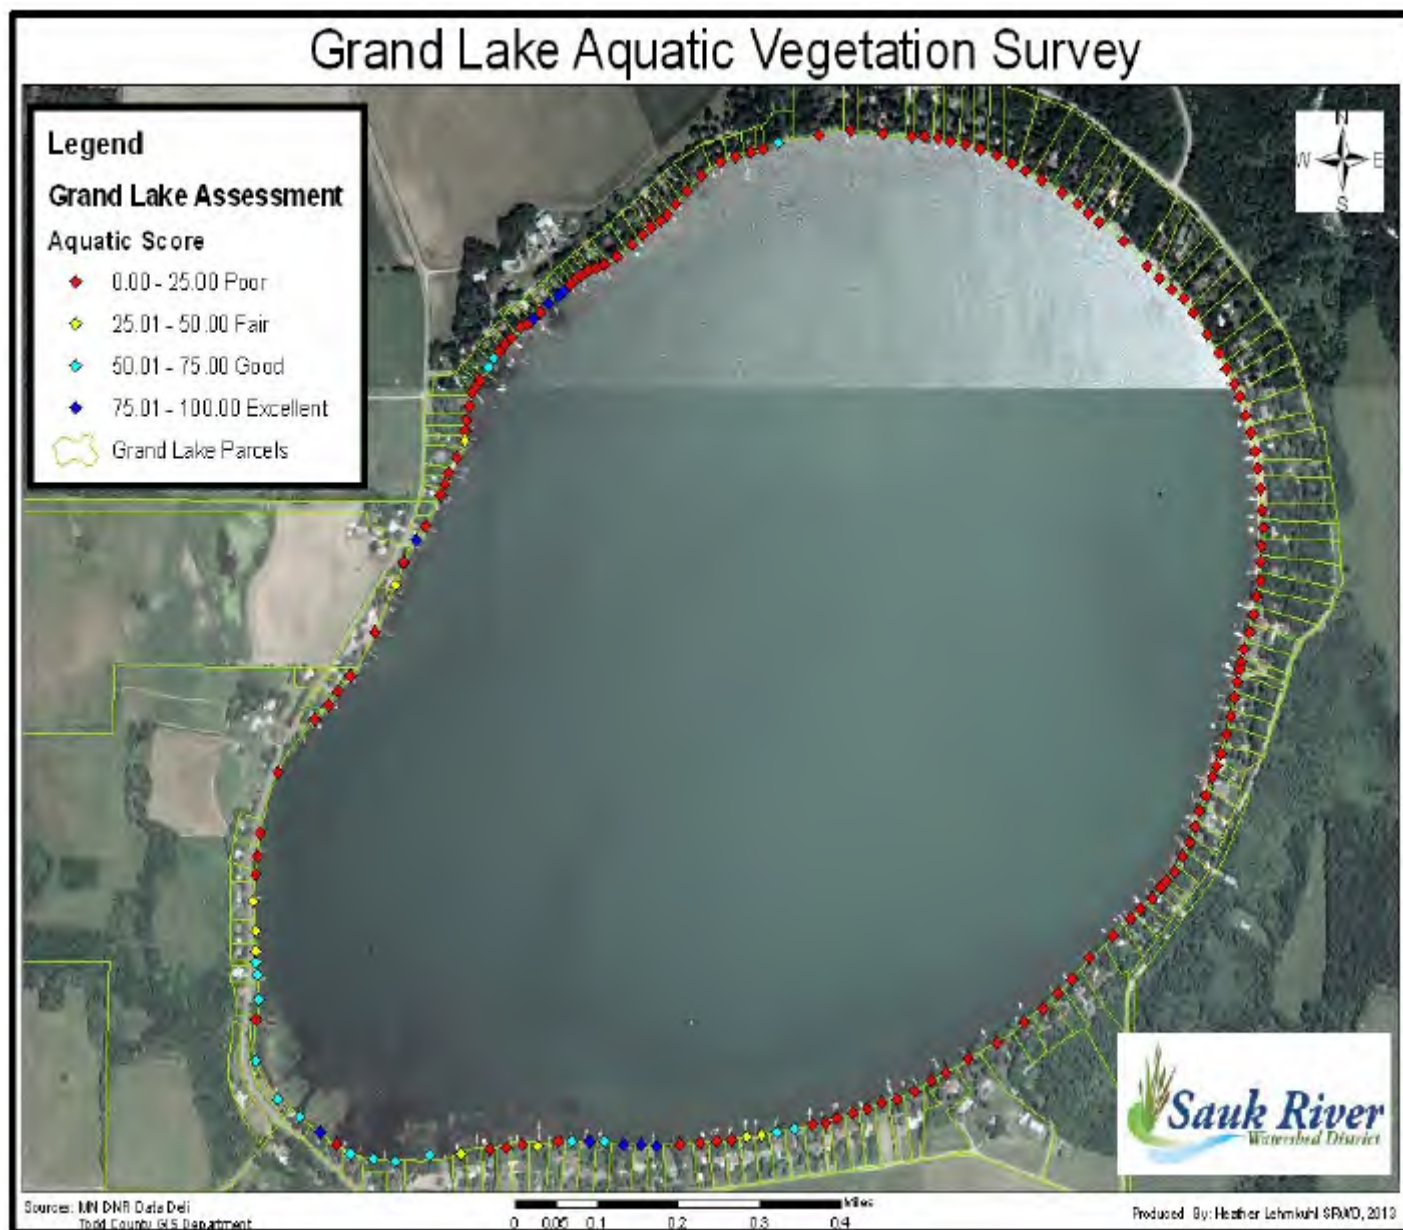 Grand Lake Aquatic Vegetation Survey
Legend
Grand Lake Assessment
Aquatic Score
0.00 - 25.00 Poor
25.01 - 50.00 Fair
50.01 - 75.00 Good
75.01 - 100.00 Excellent
Grand Lake Parcels
N
W E
S
Sauk River
Watershed District
Sources: MN DNR Data Deli
Todd County GIS Department
Miles
0 0.05 0.1 0.2 0.3 0.4
Produced By: Heather Lehmkuhl SRWD, 2013